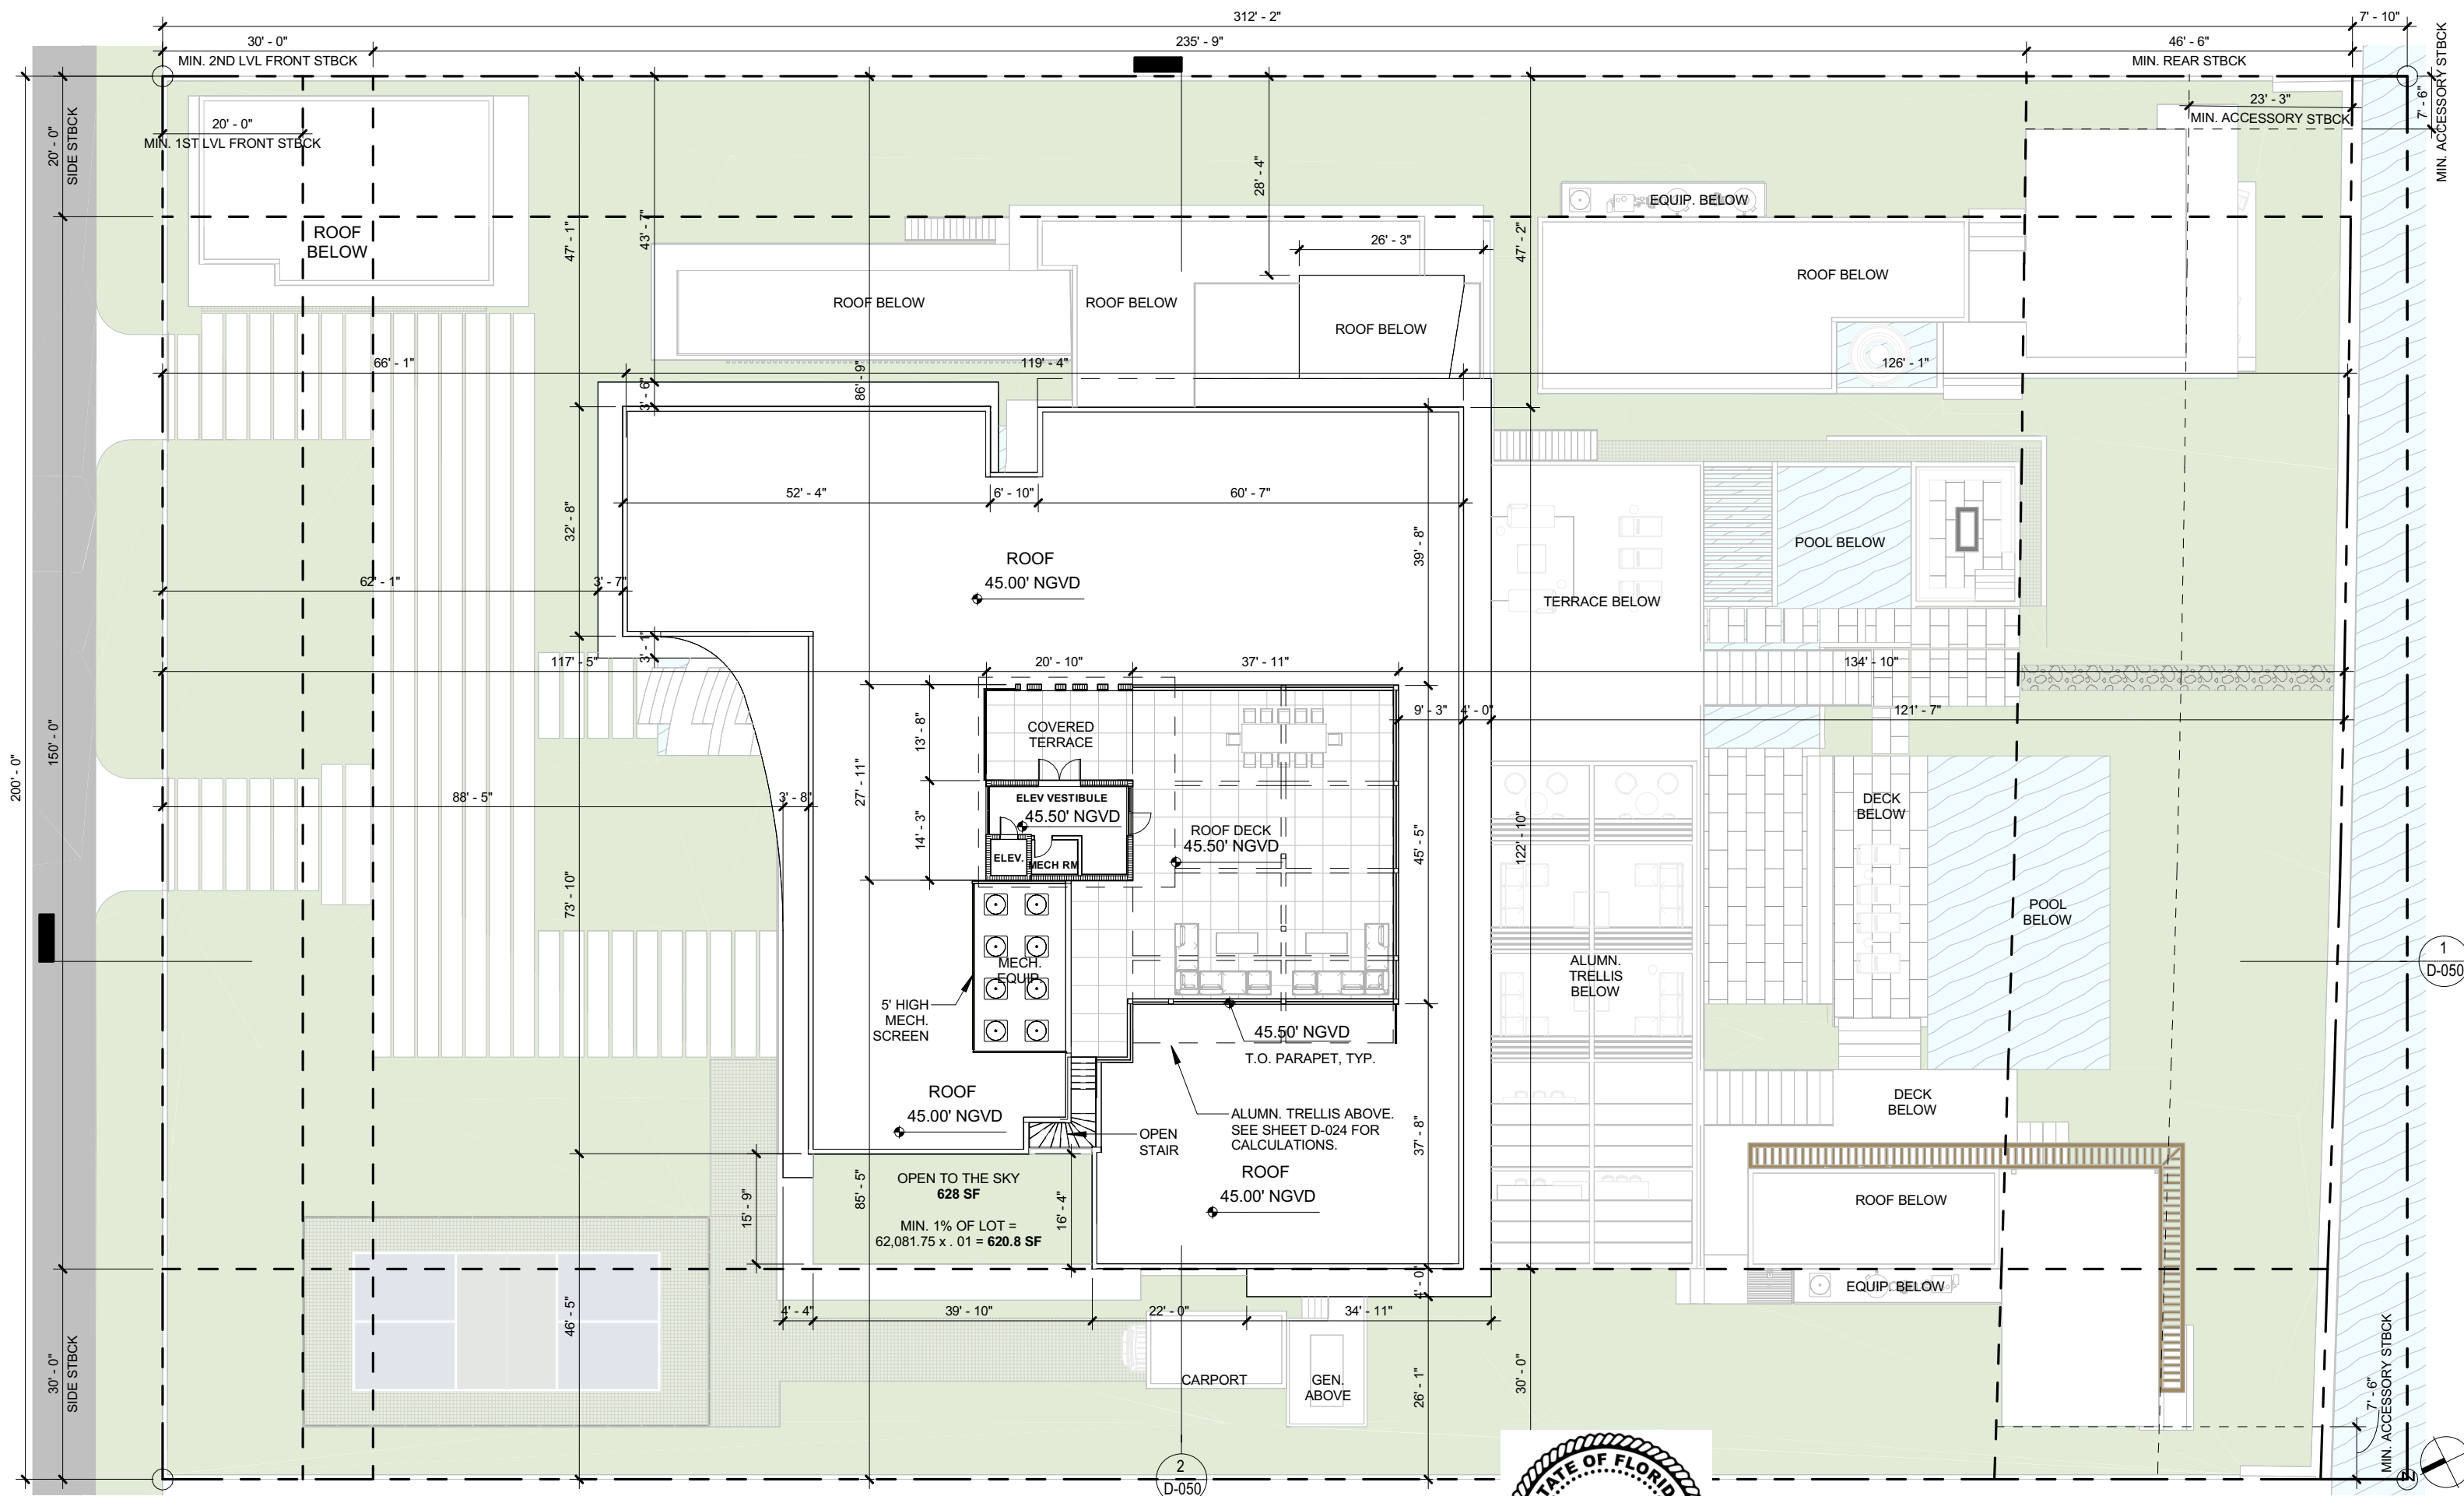 312' - 2"
7' - 10"
30' - 0"
235' - 9"
46' - 6"
MIN. 2ND LVL FRONT STBCK
MIN. REAR STBCK
MIN. ACCESSORY STBCK
7' - 6"
23' - 3"
MIN. ACCESSORY STBCK
20' - 0"
SIDE STBCK
20' - 0"
MIN. 1ST LVL FRONT STBCK
28' - 4"
EQUIP. BELOW
ROOF
BELOW
47' - 1"
43' - 7"
26' - 3"
47' - 2"
ROOF BELOW
ROOF BELOW
ROOF BELOW
ROOF BELOW
66' - 1"
86' - 9"
119' - 4"
126' - 1"
3' - 6"
52' - 4"
6' - 10"
60' - 7"
32' - 8"
39' - 8"
ROOF
45.00' NGVD
POOL BELOW
62' - 1"
3' - 7"
TERRACE BELOW
3' - 1"
117' - 5"
20' - 10"
37' - 11"
134' - 10"
200' - 0"
150' - 0"
13' - 8"
COVERED
TERRACE
9' - 3"
4' - 0"
121' - 7"
27' - 11"
88' - 5"
3' - 8"
ELEV VESTIBULE
45.50' NGVD
14' - 3"
ROOF DECK
45.50' NGVD
45' - 5"
122' - 10"
DECK
BELOW
ELEV.
MECH RM
73' - 10"
POOL
BELOW
MECH.
EQUIP
ALUMN.
TRELLIS
BELOW
1
D-050
5' HIGH
MECH.
SCREEN
45.50' NGVD
T.O. PARAPET, TYP.
ROOF
45.00' NGVD
ALUMN. TRELLIS ABOVE.
SEE SHEET D-024 FOR
CALCULATIONS.
OPEN
STAIR
37' - 8"
DECK
BELOW
ROOF
45.00' NGVD
OPEN TO THE SKY
628 SF
MIN. 1% OF LOT =
62,081.75 x . 01 = 620.8 SF
15' - 9"
85' - 5"
16' - 4"
ROOF BELOW
EQUIP. BELOW
4' - 0"
46' - 5"
4' - 4"
39' - 10"
22' - 0"
34' - 11"
30' - 0"
SIDE STBCK
CARPORT
GEN.
ABOVE
26' - 1"
30' - 0"
7' - 6"
MIN. ACCESSORY STBCK
2
D-050
STATE OF FLORID